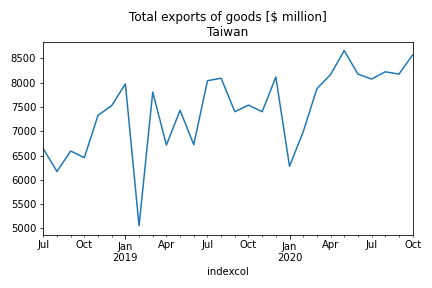 Total exports of goods [$ million]
Taiwan
8500
8000
7500
7000
6500
6000
5500
5000
Jul Oct Jan Apr Jul Oct Jan Apr Jul Oct
2019 2020
indexcol